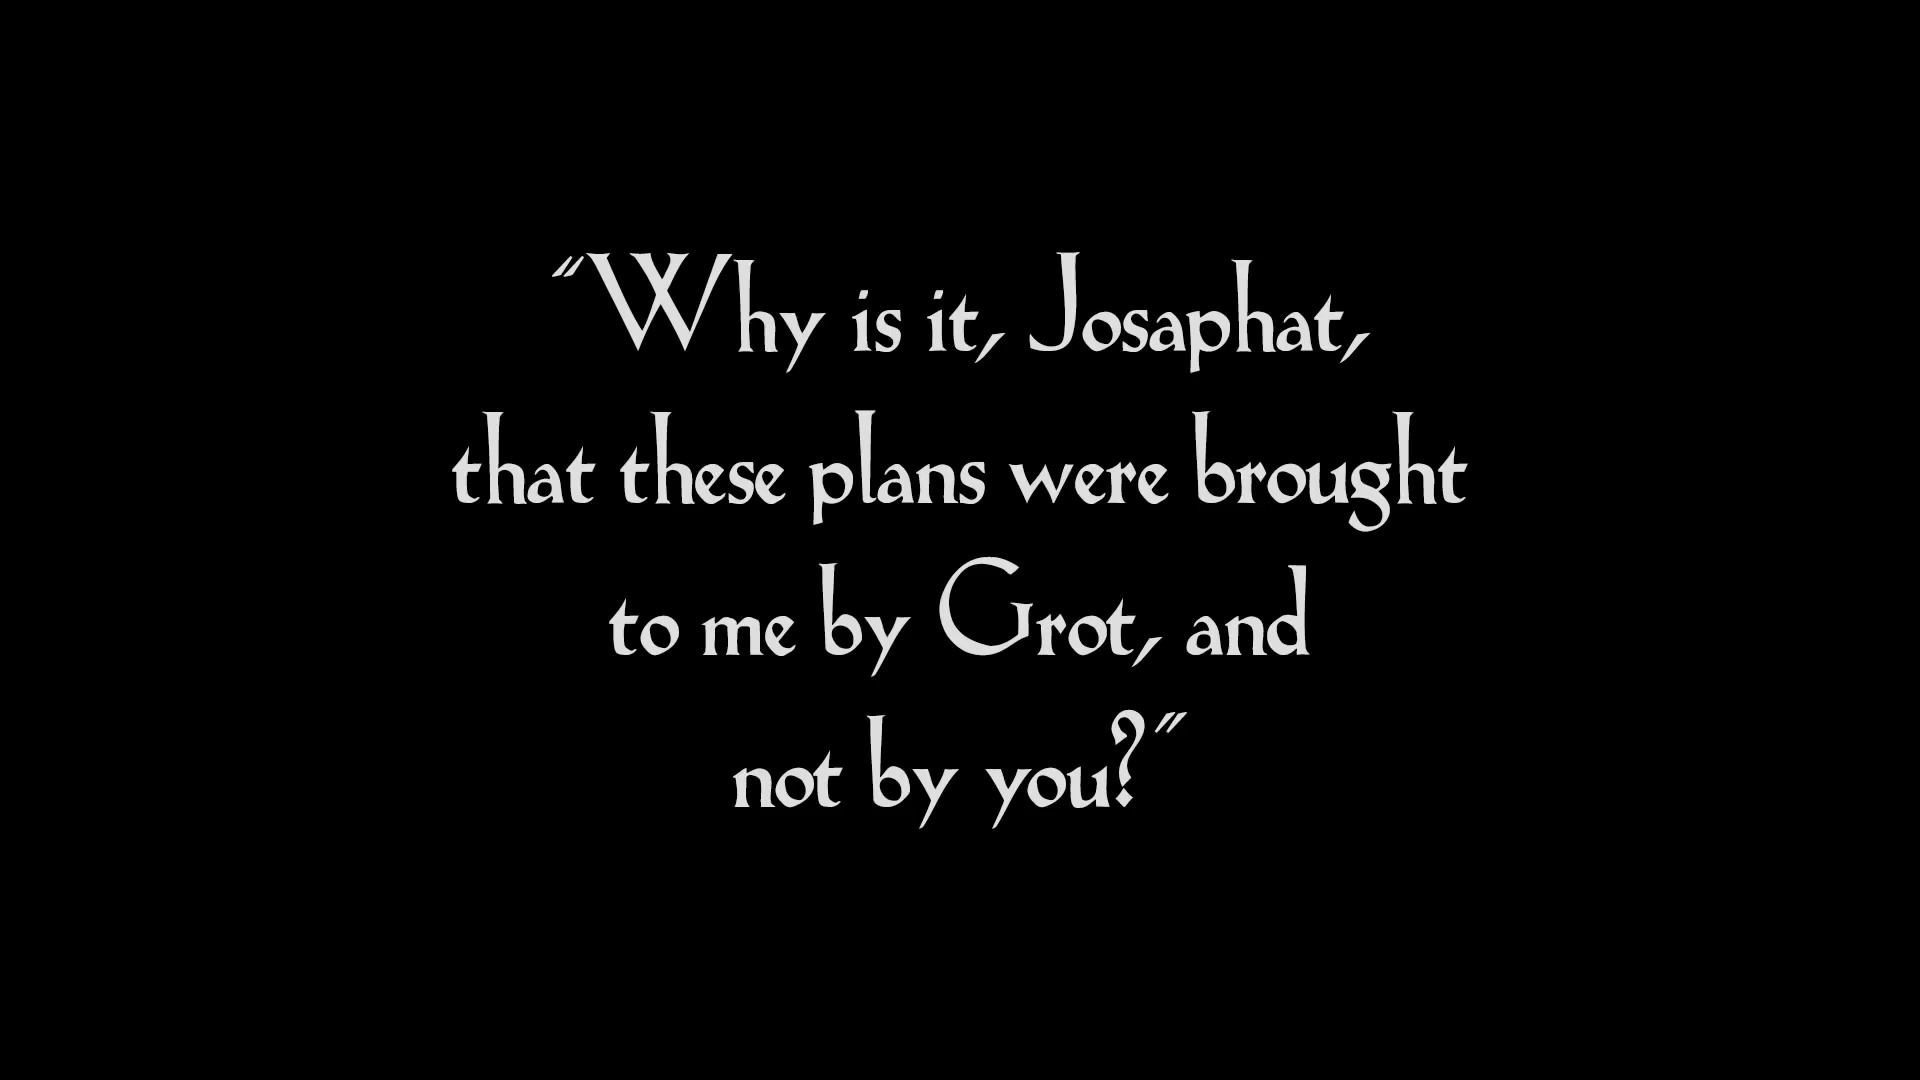 “Why is it, Josaphat,
that these plans were brought
to me by Grot, and
not by you?”